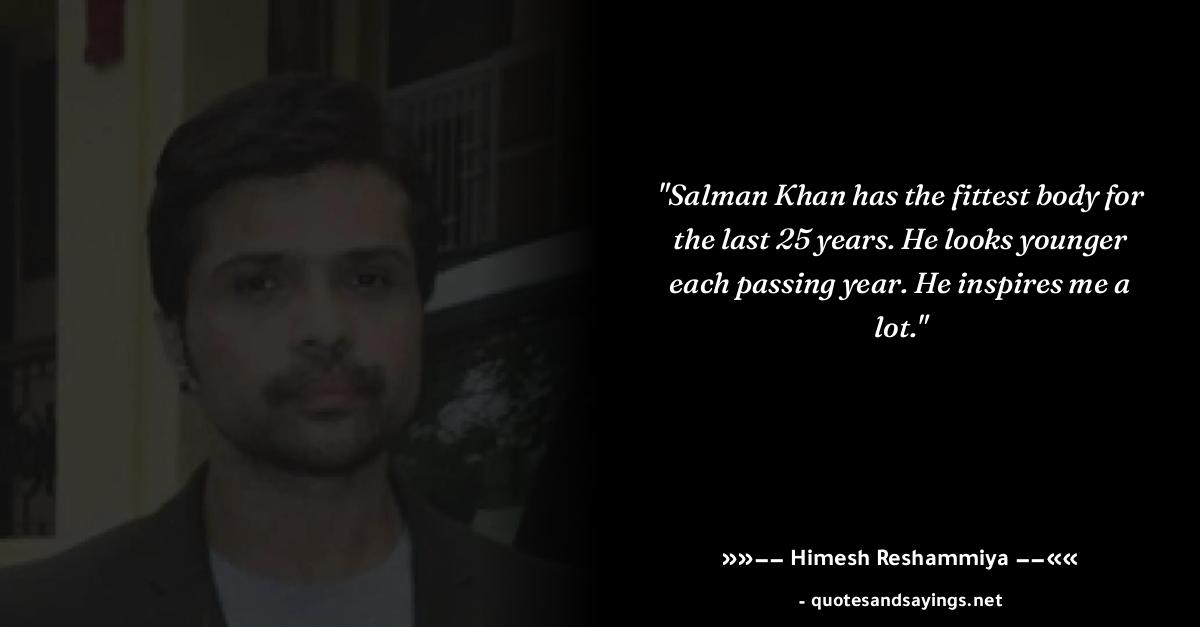 "Salman Khan has the fittest body for
the last 25 years. He looks younger
each passing year. He inspires me a
lot."
»»−− Himesh Reshammiya −−««
- quotesandsayings.net